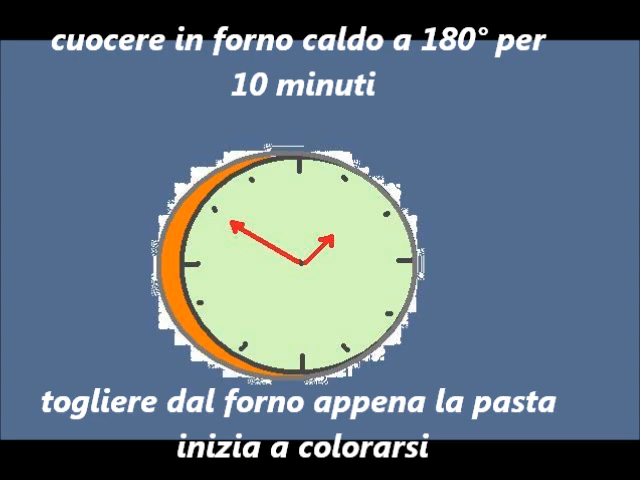 cuocere in forno caldo a 180° per
10 minuti
togliere dal forno appena la pasta
inizia a colorarsi